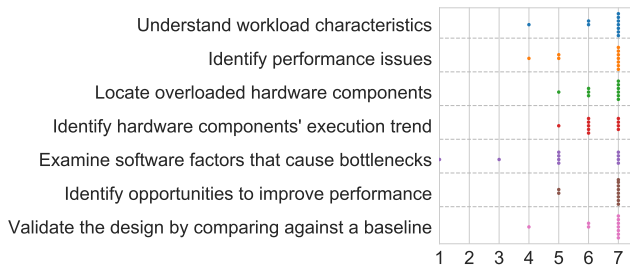 Understand workload characteristics
Identify performance issues
Locate overloaded hardware components
Identify hardware components' execution trend
Examine software factors that cause bottlenecks
Identify opportunities to improve performance
Validate the design by comparing against a baseline
1 2 3 4 5 6 7